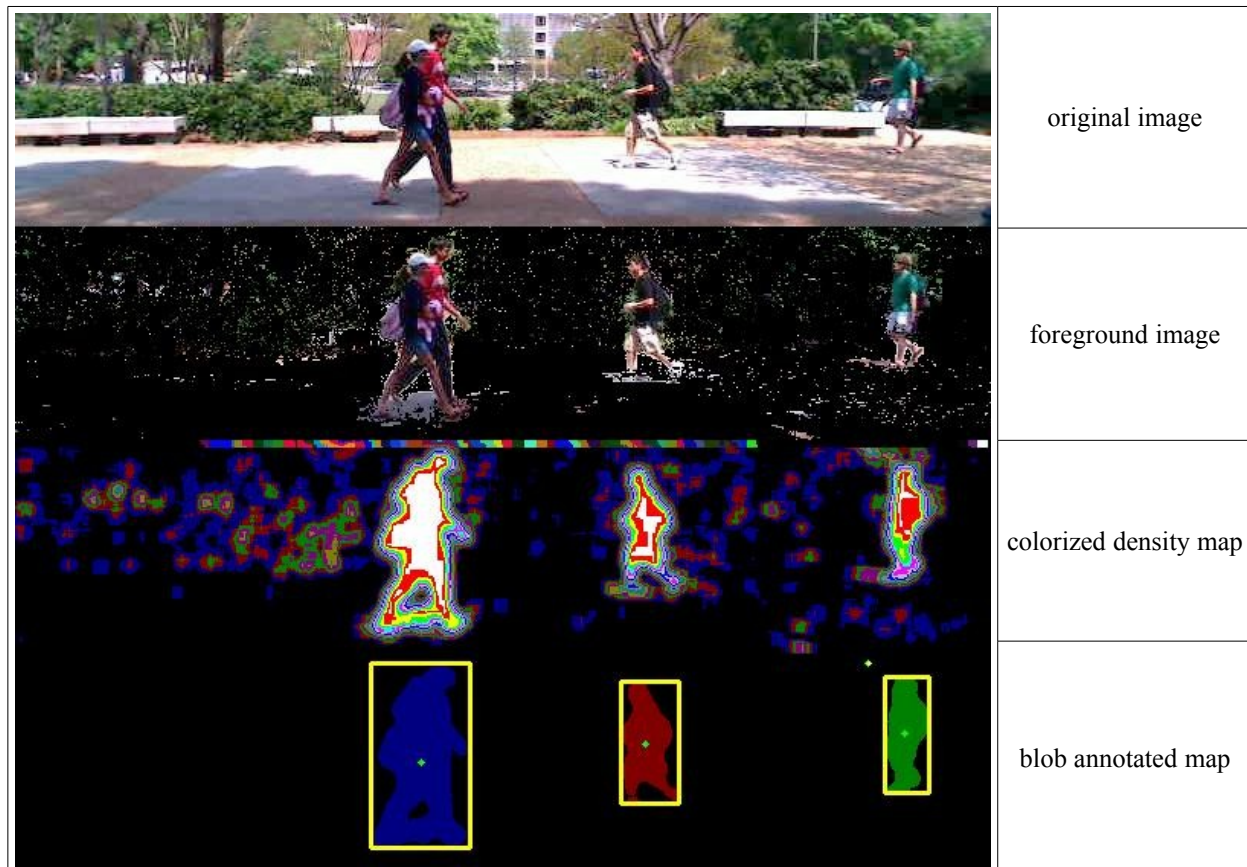 original image
foreground image
colorized density map
blob annotated map